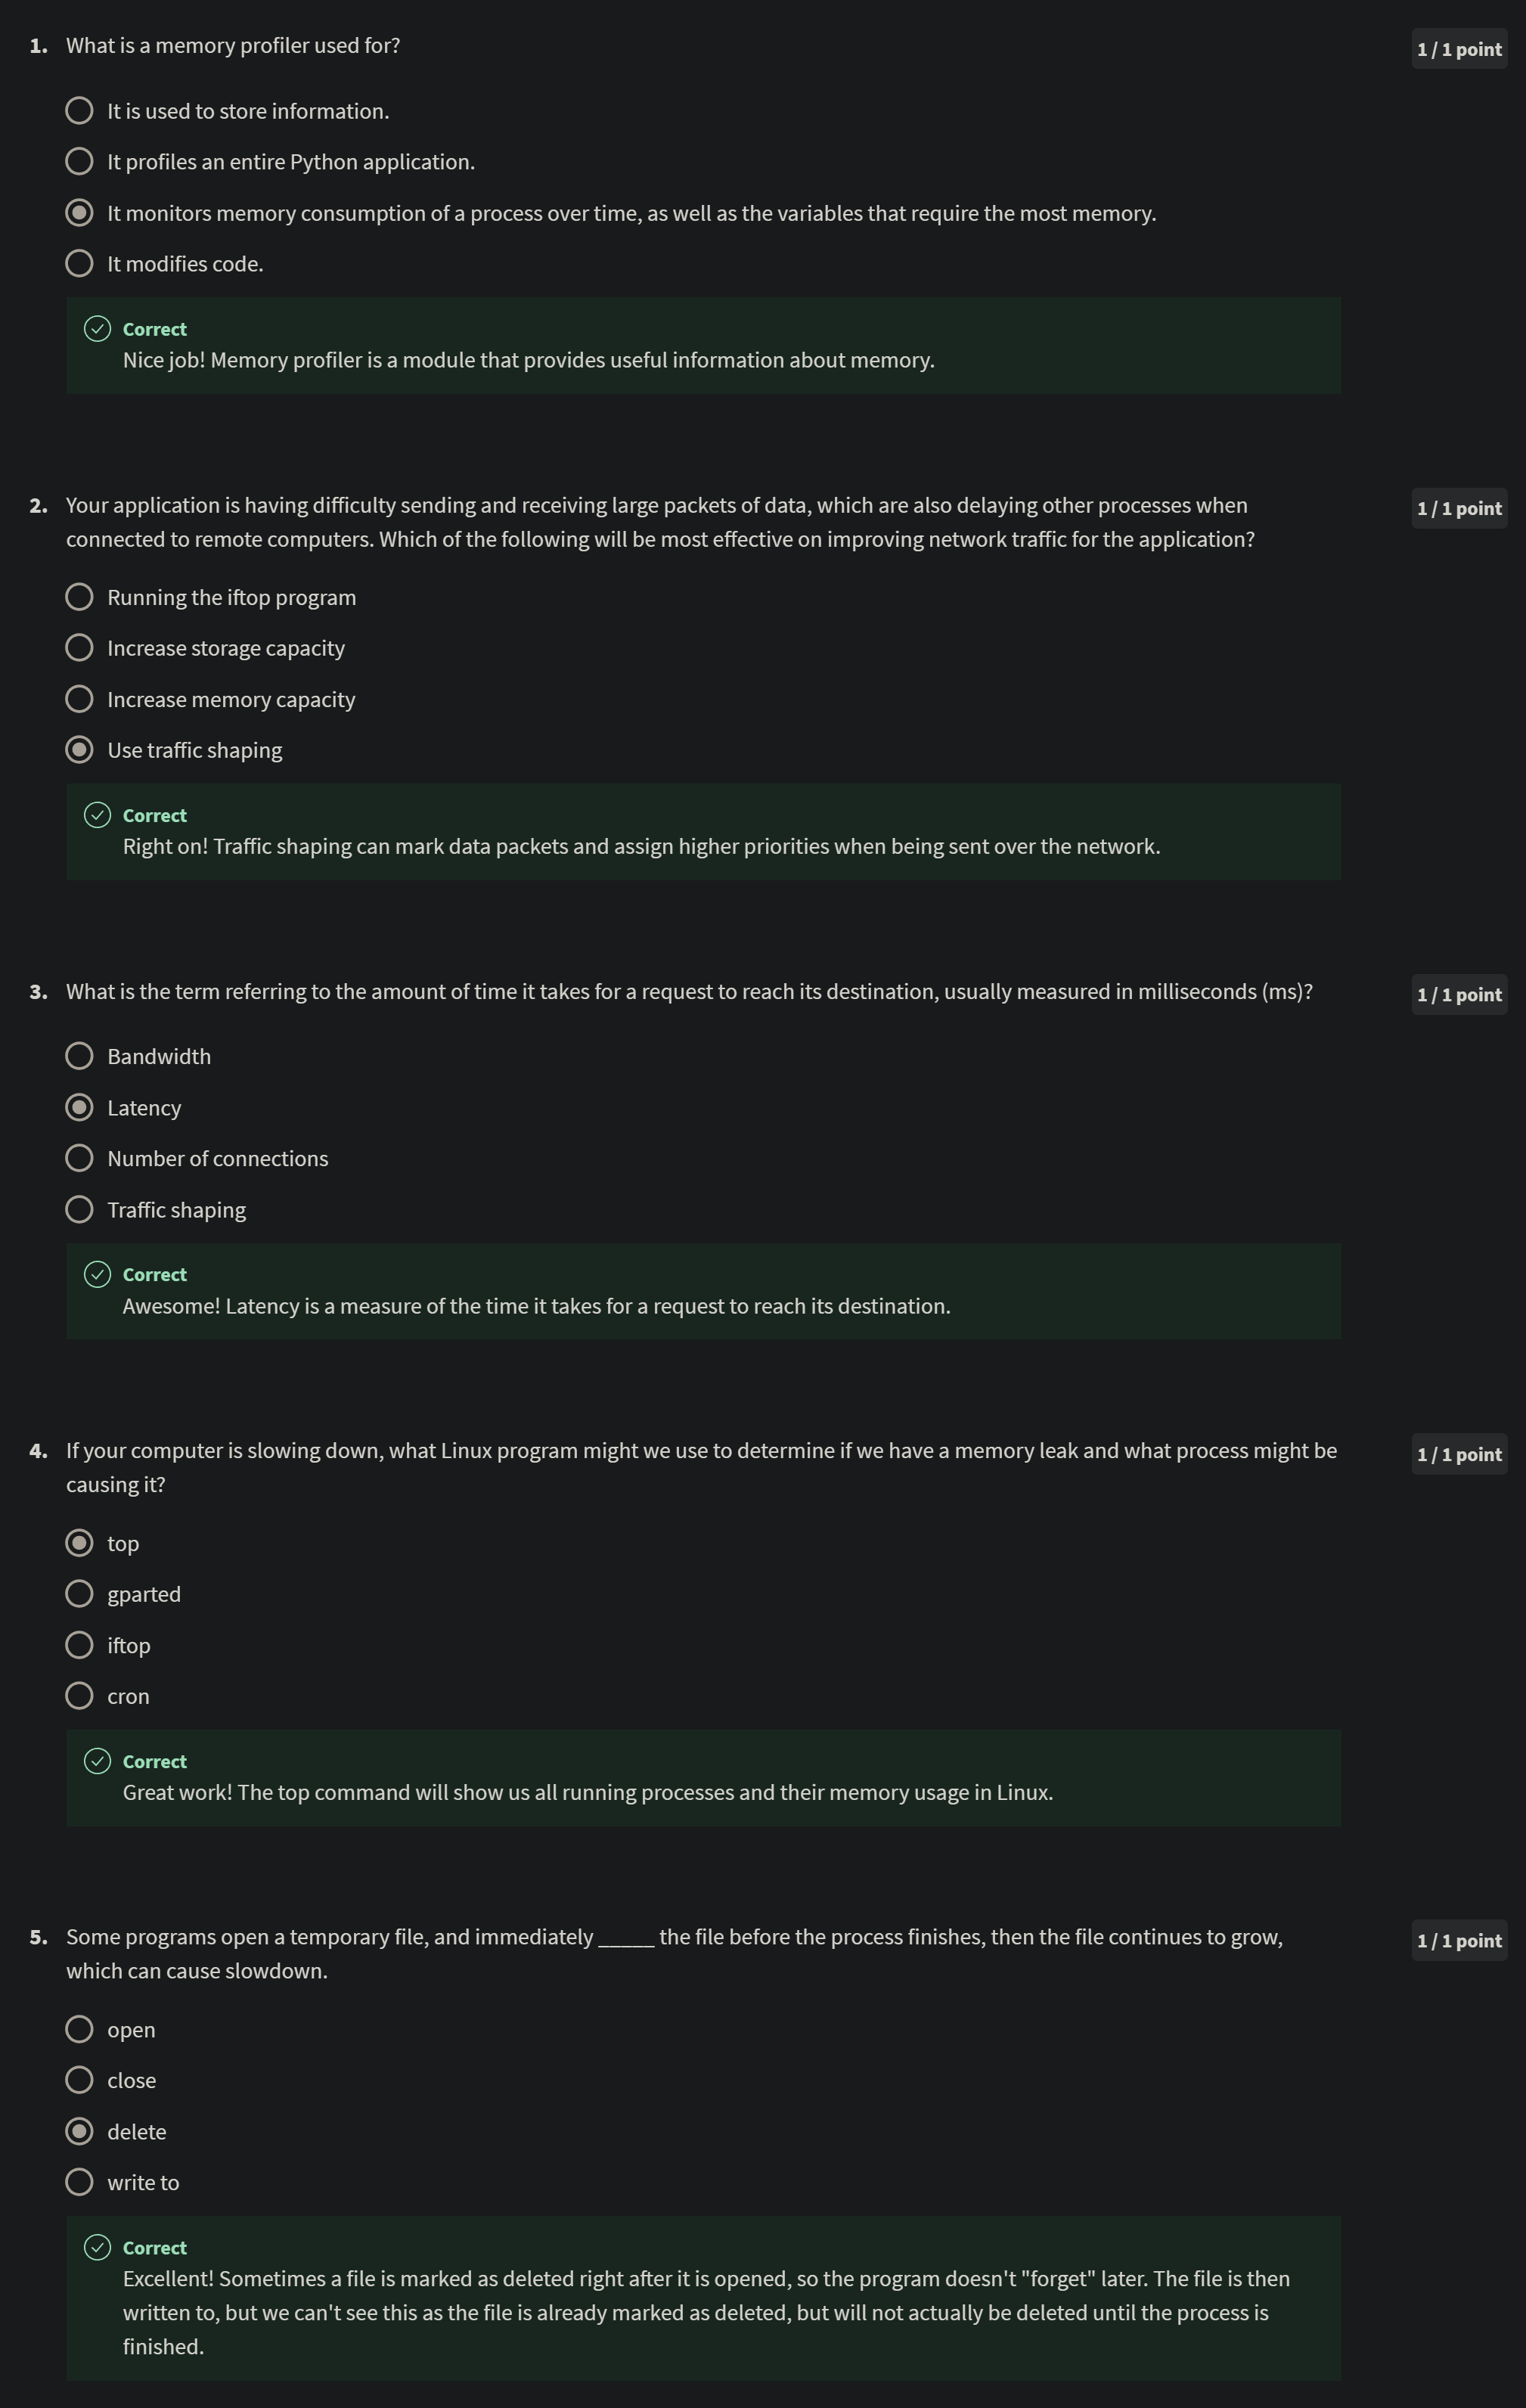 1. What is a memory profiler used for?
1 / 1 point
It is used to store information.
It profiles an entire Python application.
It monitors memory consumption of a process over time, as well as the variables that require the most memory.
It modifies code.
Correct
Nice job! Memory profiler is a module that provides useful information about memory.
2. Your application is having difficulty sending and receiving large packets of data, which are also delaying other processes when
connected to remote computers. Which of the following will be most effective on improving network traffic for the application?
1 / 1 point
Running the iftop program
Increase storage capacity
Increase memory capacity
Use traffic shaping
Correct
Right on! Traffic shaping can mark data packets and assign higher priorities when being sent over the network.
3. What is the term referring to the amount of time it takes for a request to reach its destination, usually measured in milliseconds (ms)?
1 / 1 point
Bandwidth
Latency
Number of connections
Traffic shaping
Correct
Awesome! Latency is a measure of the time it takes for a request to reach its destination.
4. If your computer is slowing down, what Linux program might we use to determine if we have a memory leak and what process might be
causing it?
1 / 1 point
top
gparted
iftop
cron
Correct
Great work! The top command will show us all running processes and their memory usage in Linux.
5. Some programs open a temporary file, and immediately _____ the file before the process finishes, then the file continues to grow,
which can cause slowdown.
1 / 1 point
open
close
delete
write to
Correct
Excellent! Sometimes a file is marked as deleted right after it is opened, so the program doesn't "forget" later. The file is then
written to, but we can't see this as the file is already marked as deleted, but will not actually be deleted until the process is
finished.